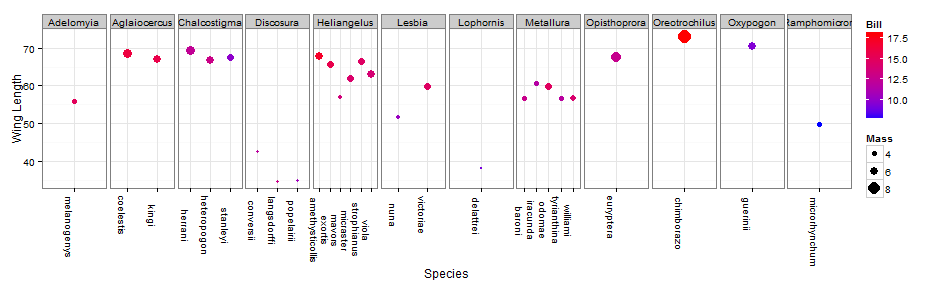 Adelomyia Aglaiocercus Chalcostigma Discosura Heliangelus Lesbia Lophornis Metallura Opisthoprora Oreotrochilus Oxypogon Ramphomicron
Wing Length
70
60
50
40
melanogenys
coelestis
kingi
herrani
heteropogon
stanleyi
conversii
langsdorffi
popelairii
amethysticollis
exortis
mavors
micraster
strophianus
viola
nuna
victoriae
delattrei
baroni
iracunda
odomae
tyrianthina
williami
euryptera
chimborazo
guerinii
microrhynchum
Species
Bill
17.5
15.0
12.5
10.0
Mass
4
6
8